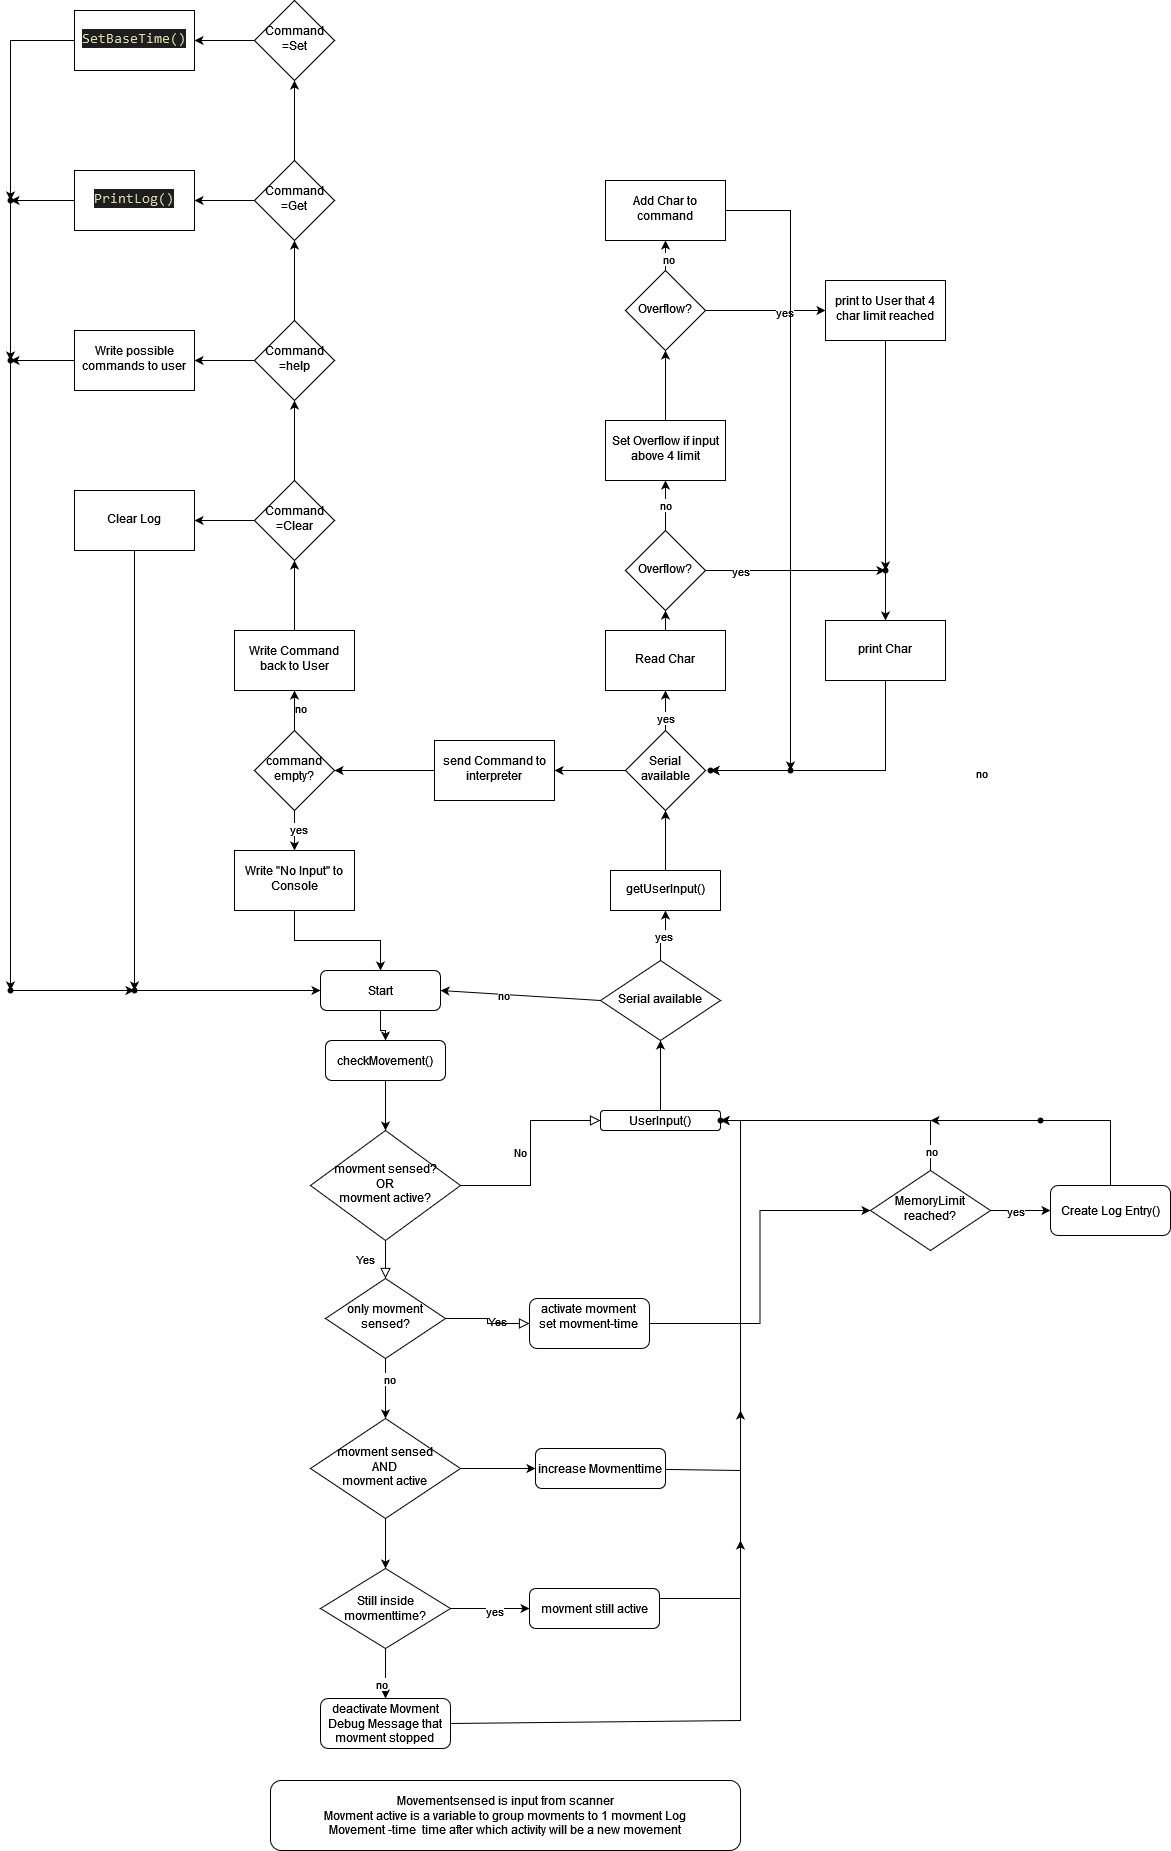 Command
=Set
SetBaseTime()
Command
=Get
PrintLog()
Command
=help
Write possible
commands to user
Command
=Clear
Clear Log
Write Command
back to User
no
command
empty?
yes
Write "No Input" to
Console
send Command to
interpreter
Add Char to
command
no
Overflow?
yes
print to User that 4
char limit reached
Set Overflow if input
above 4 limit
no
Overflow?
yes
print Char
Read Char
yes
Serial
available
no
getUserInput()
yes
Serial available
no
Start
checkMovement()
UserInput()
movment sensed?
OR
movment active?
No
Yes
no
MemoryLimit
reached?
yes
Create Log Entry()
only movment
sensed?
Yes
activate movment
set movment-time
no
movment sensed
AND
movment active
increase Movmenttime
Still inside
movmenttime?
yes
movment still active
no
deactivate Movment
Debug Message that
movment stopped
Movementsensed is input from scanner
Movment active is a variable to group movments to 1 movment Log
Movement -time  time after which activity will be a new movement